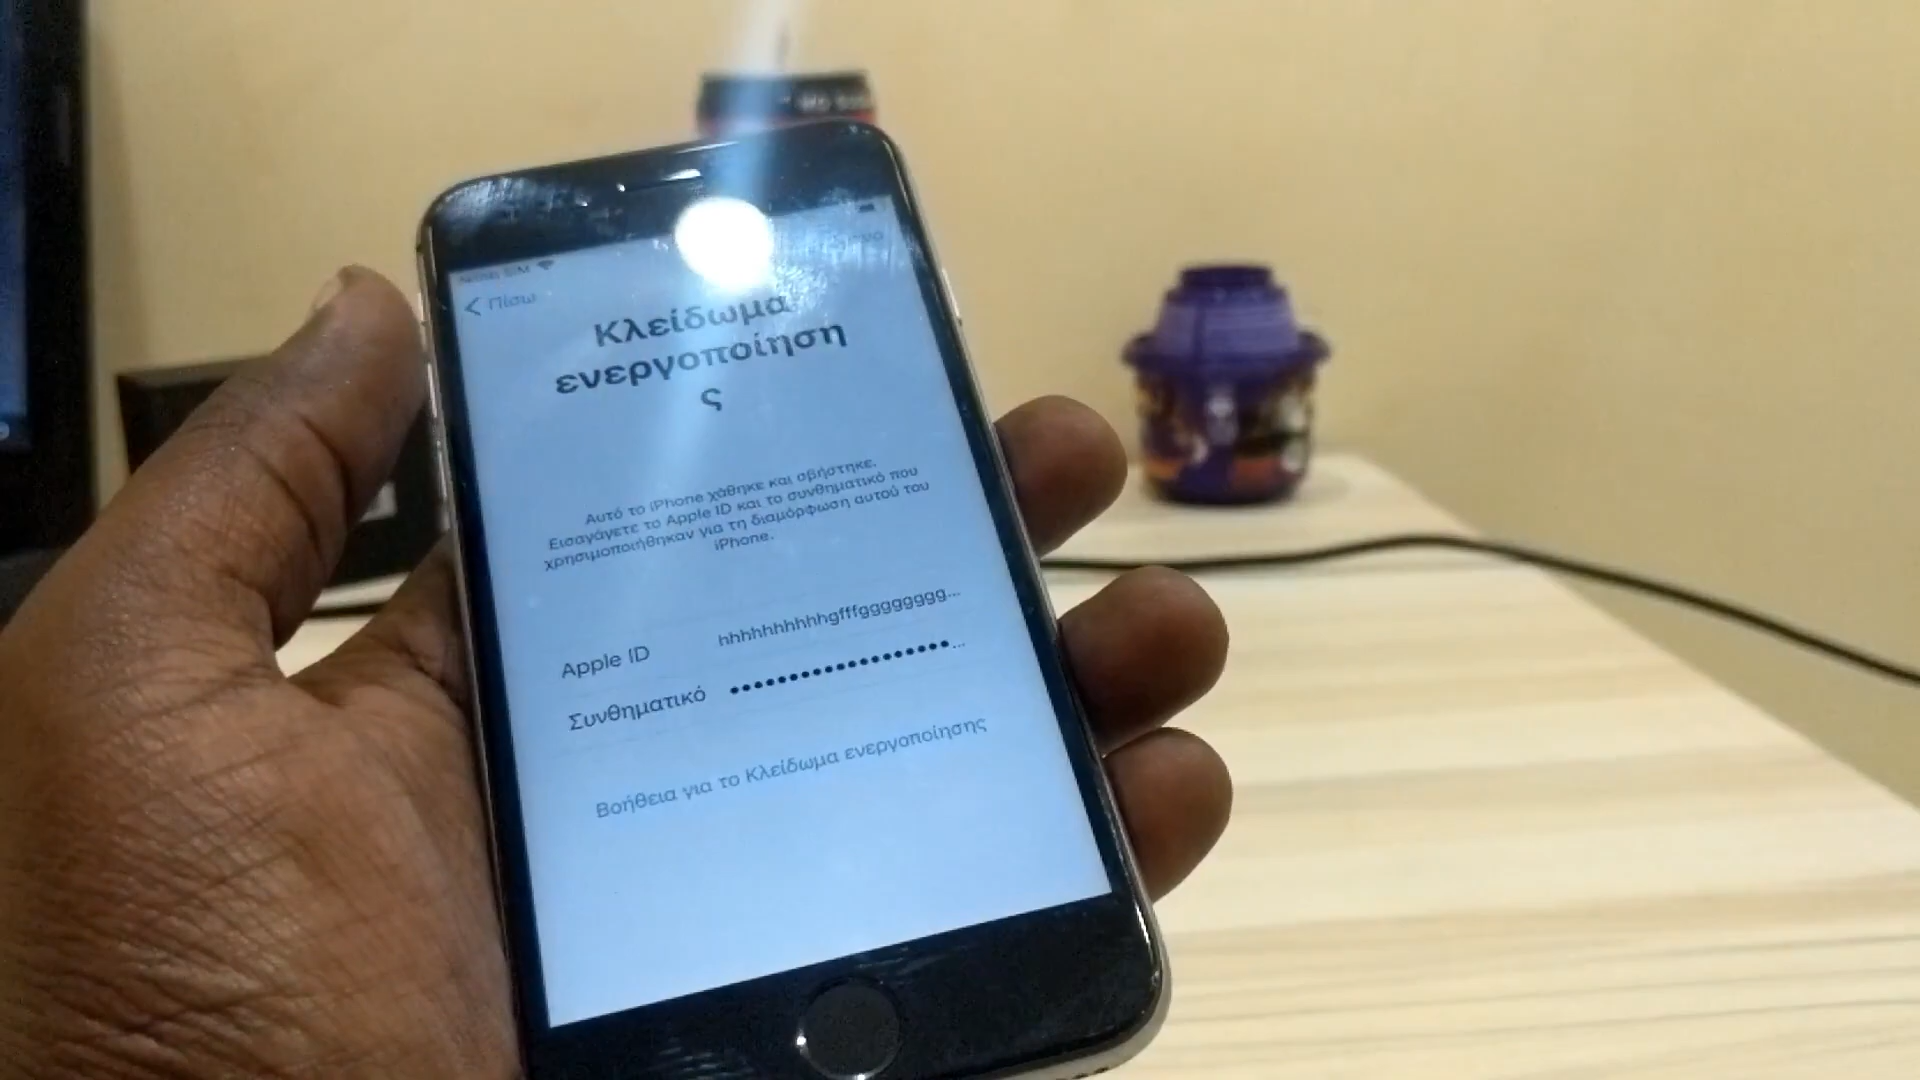 Πίσω
Κλείδωμα
ενεργοποίηση
ς
Αυτό το iPhone χάθηκε και σβήστηκε.
Εισαγάγετε το Apple ID και το συνθηματικό που
χρησιμοποιήθηκαν για τη διαμόρφωση αυτού του
iPhone.
Apple ID hhhhhhhhhhgfffggggggggg...
Συνθηματικό ••••••••••••••••••...
Βοήθεια για το Κλείδωμα ενεργοποίησης